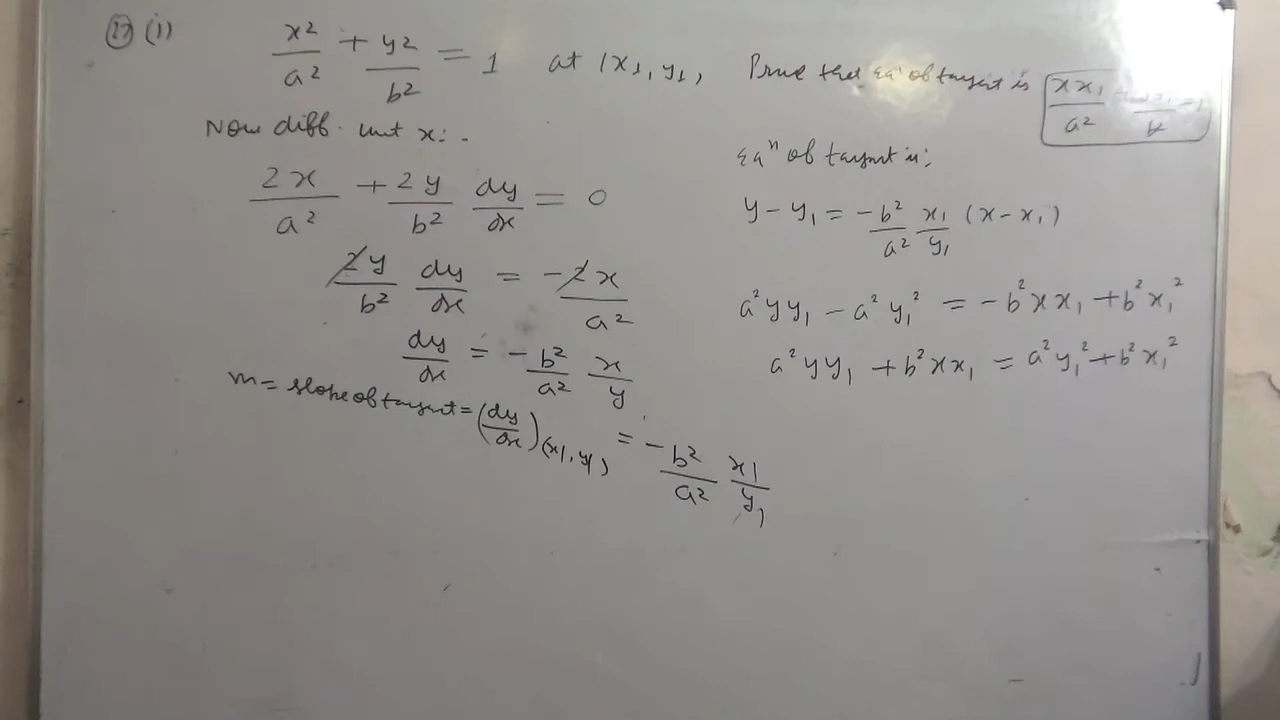 27 (i) x²/a² + y²/b² = 1 at (x₁, y₁) Prove that eqⁿ of tangent is xx₁/a² + yy₁/b² = 1
Now diff. wrt x:-
2x/a² + 2y/b² dy/dx = 0
2y/b² dy/dx = -2x/a²
dy/dx = -b²/a² x/y
m = slope of tangent = (dy/dx)(x₁, y₁) = -b²/a² x₁/y₁
Eqⁿ of tangent is:
y - y₁ = -b²/a² x₁/y₁ (x - x₁)
a²yy₁ - a²y₁² = -b²xx₁ + b²x₁²
a²yy₁ + b²xx₁ = a²y₁² + b²x₁²